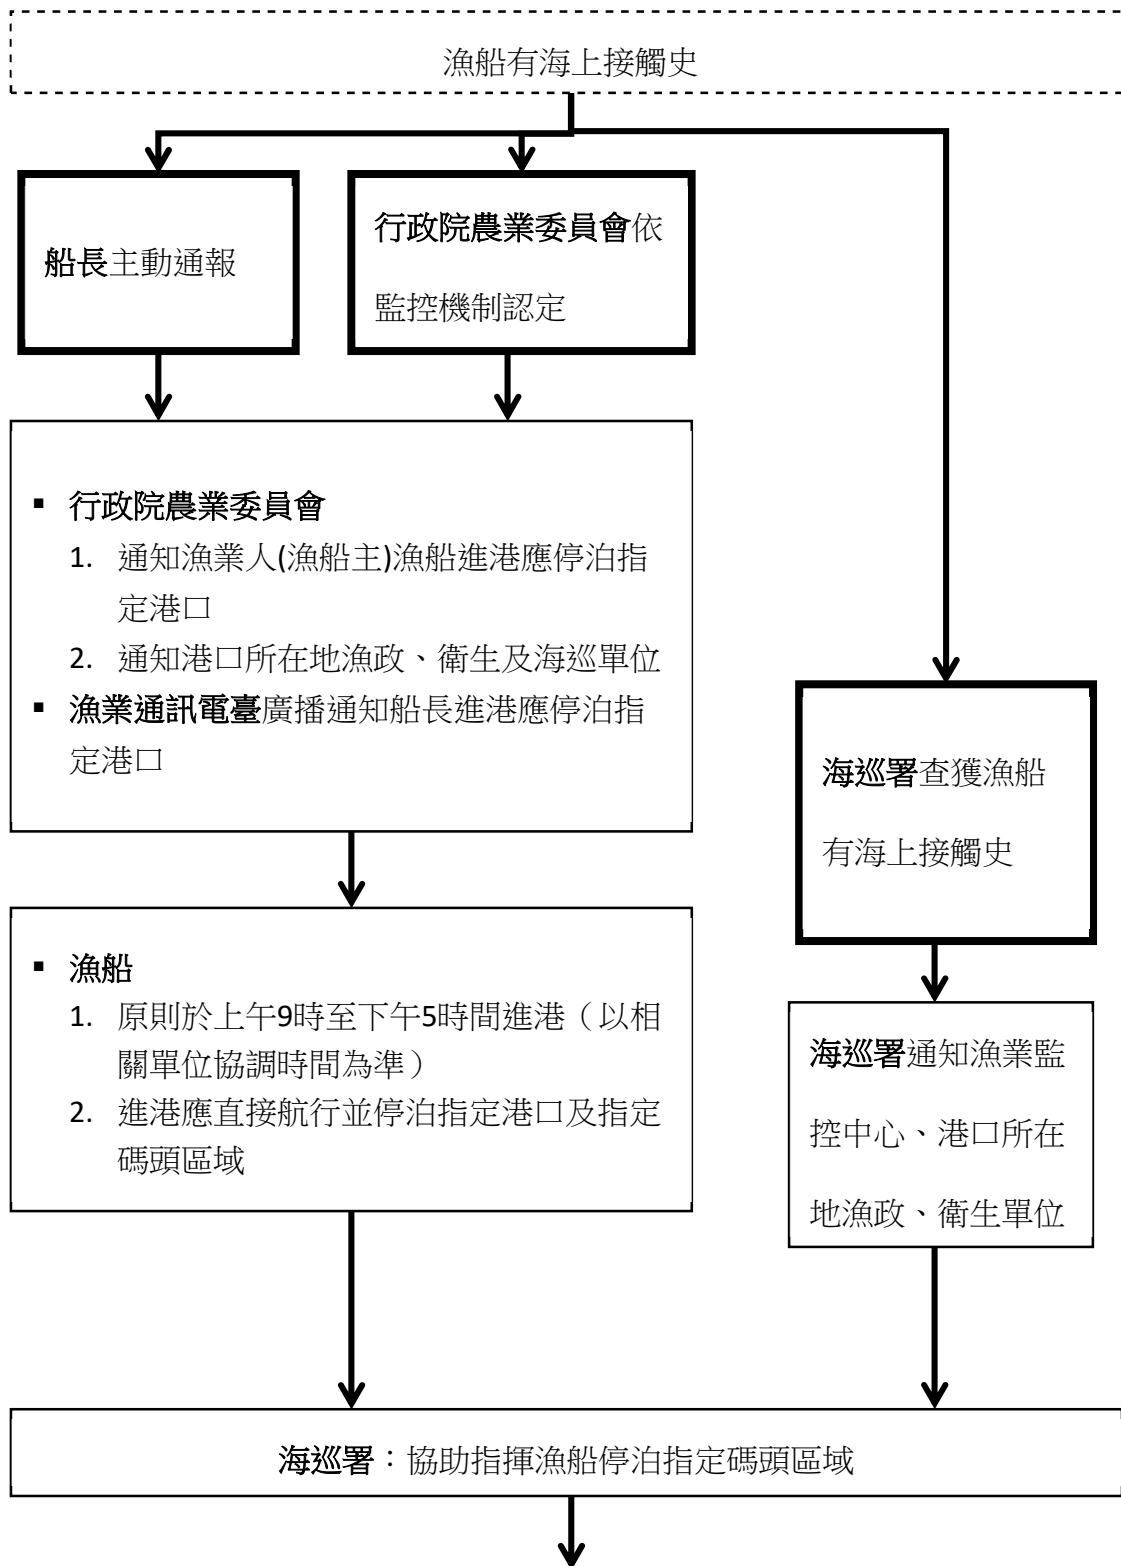 漁船有海上接觸史
船長主動通報
行政院農業委員會依
監控機制認定
▪ 行政院農業委員會
1. 通知漁業人(漁船主)漁船進港應停泊指
定港口
2. 通知港口所在地漁政、衛生及海巡單位
▪ 漁業通訊電臺廣播通知船長進港應停泊指
定港口
▪ 漁船
1. 原則於上午9時至下午5時間進港（以相
關單位協調時間為準）
2. 進港應直接航行並停泊指定港口及指定
碼頭區域
海巡署查獲漁船
有海上接觸史
海巡署通知漁業監
控中心、港口所在
地漁政、衛生單位
海巡署：協助指揮漁船停泊指定碼頭區域